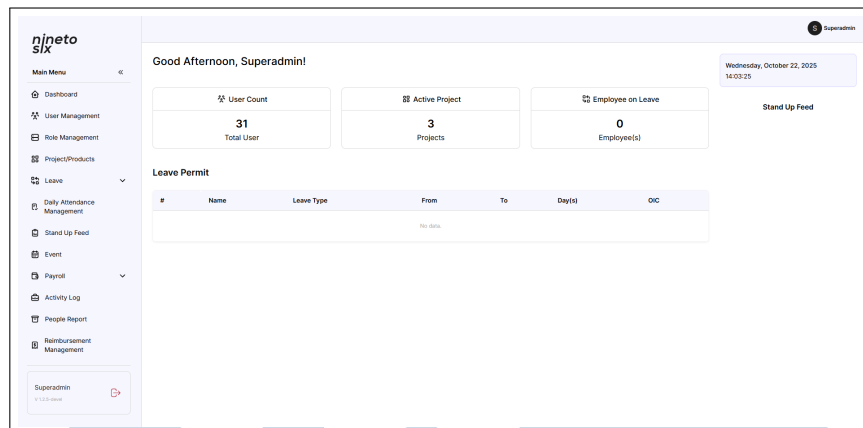 nineto
six
S Superadmin
Main Menu
Dashboard
User Management
Role Management
Project/Products
Leave
Daily Attendance
Management
Stand Up Feed
Event
Payroll
Activity Log
People Report
Reimbursement
Management
Superadmin
Good Afternoon, Superadmin!
User Count
31
Total User
Active Project
3
Projects
Employee on Leave
0
Employee(s)
Leave Permit
# Name Leave Type From To Day(s) OIC
No data.
Wednesday, October 22, 2025
14:03:25
Stand Up Feed